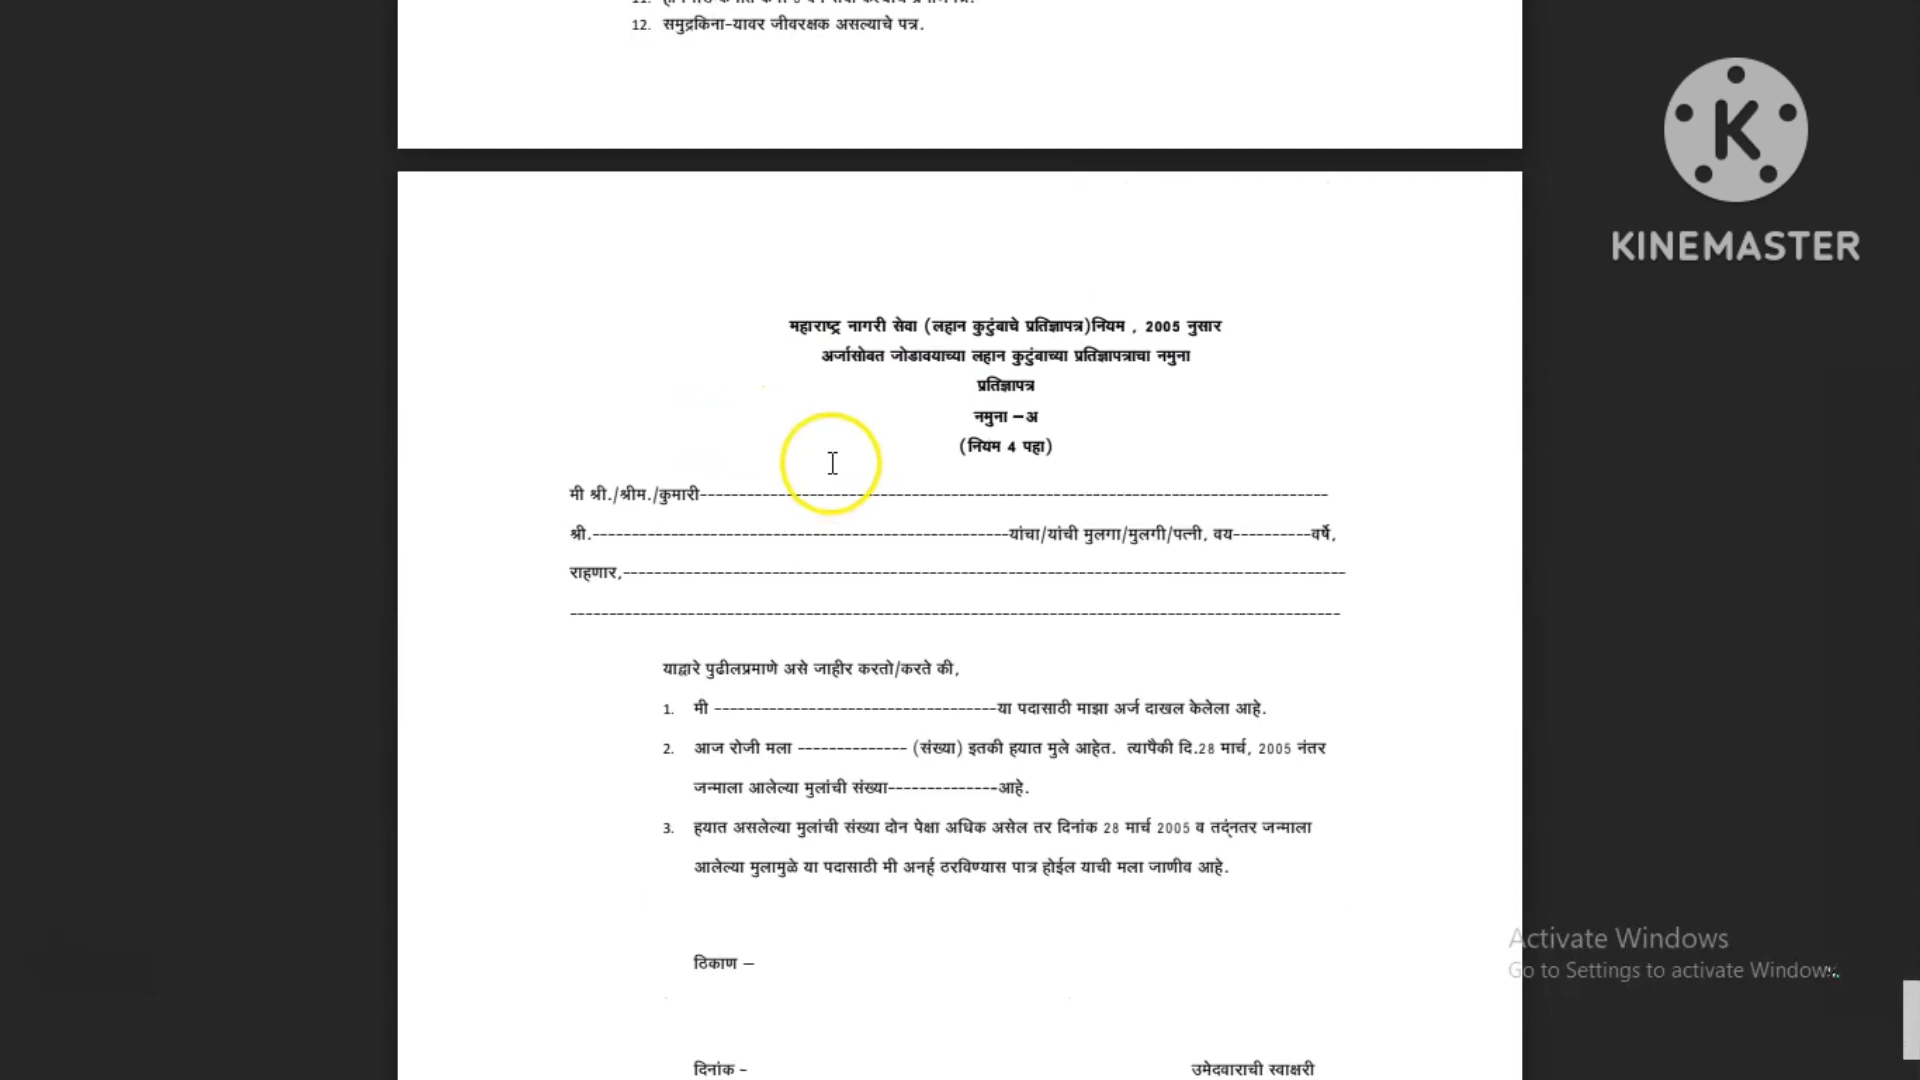 12. समुद्रकिना-यावर जीवरक्षक असल्याचे पत्र.
KINEMASTER
महाराष्ट्र नागरी सेवा (लहान कुटुंबाचे प्रतिज्ञापत्र)नियम , 2005 नुसार
अर्जासोबत जोडावयाच्या लहान कुटुंबाच्या प्रतिज्ञापत्राचा नमुना
प्रतिज्ञापत्र
नमुना –अ
(नियम 4 पहा)
मी श्री./श्रीम./कुमारी--------------------------------------------------------------------------------
श्री.-----------------------------------------------------यांचा/यांची मुलगा/मुलगी/पत्नी, वय----------वर्षे,
राहणार,--------------------------------------------------------------------------------------------
--------------------------------------------------------------------------------------------------
याद्वारे पुढीलप्रमाणे असे जाहीर करतो/करते की,
1. मी ------------------------------------या पदासाठी माझा अर्ज दाखल केलेला आहे.
2. आज रोजी मला -------------- (संख्या) इतकी हयात मुले आहेत. त्यापैकी दि.28 मार्च, 2005 नंतर
जन्माला आलेल्या मुलांची संख्या--------------आहे.
3. हयात असलेल्या मुलांची संख्या दोन पेक्षा अधिक असेल तर दिनांक 28 मार्च 2005 व तद्नंतर जन्माला
आलेल्या मुलामुळे या पदासाठी मी अनर्ह ठरविण्यास पात्र होईल याची मला जाणीव आहे.
Activate Windows
Go to Settings to activate Windows.
ठिकाण –
दिनांक - उमेदवाराची स्वाक्षरी